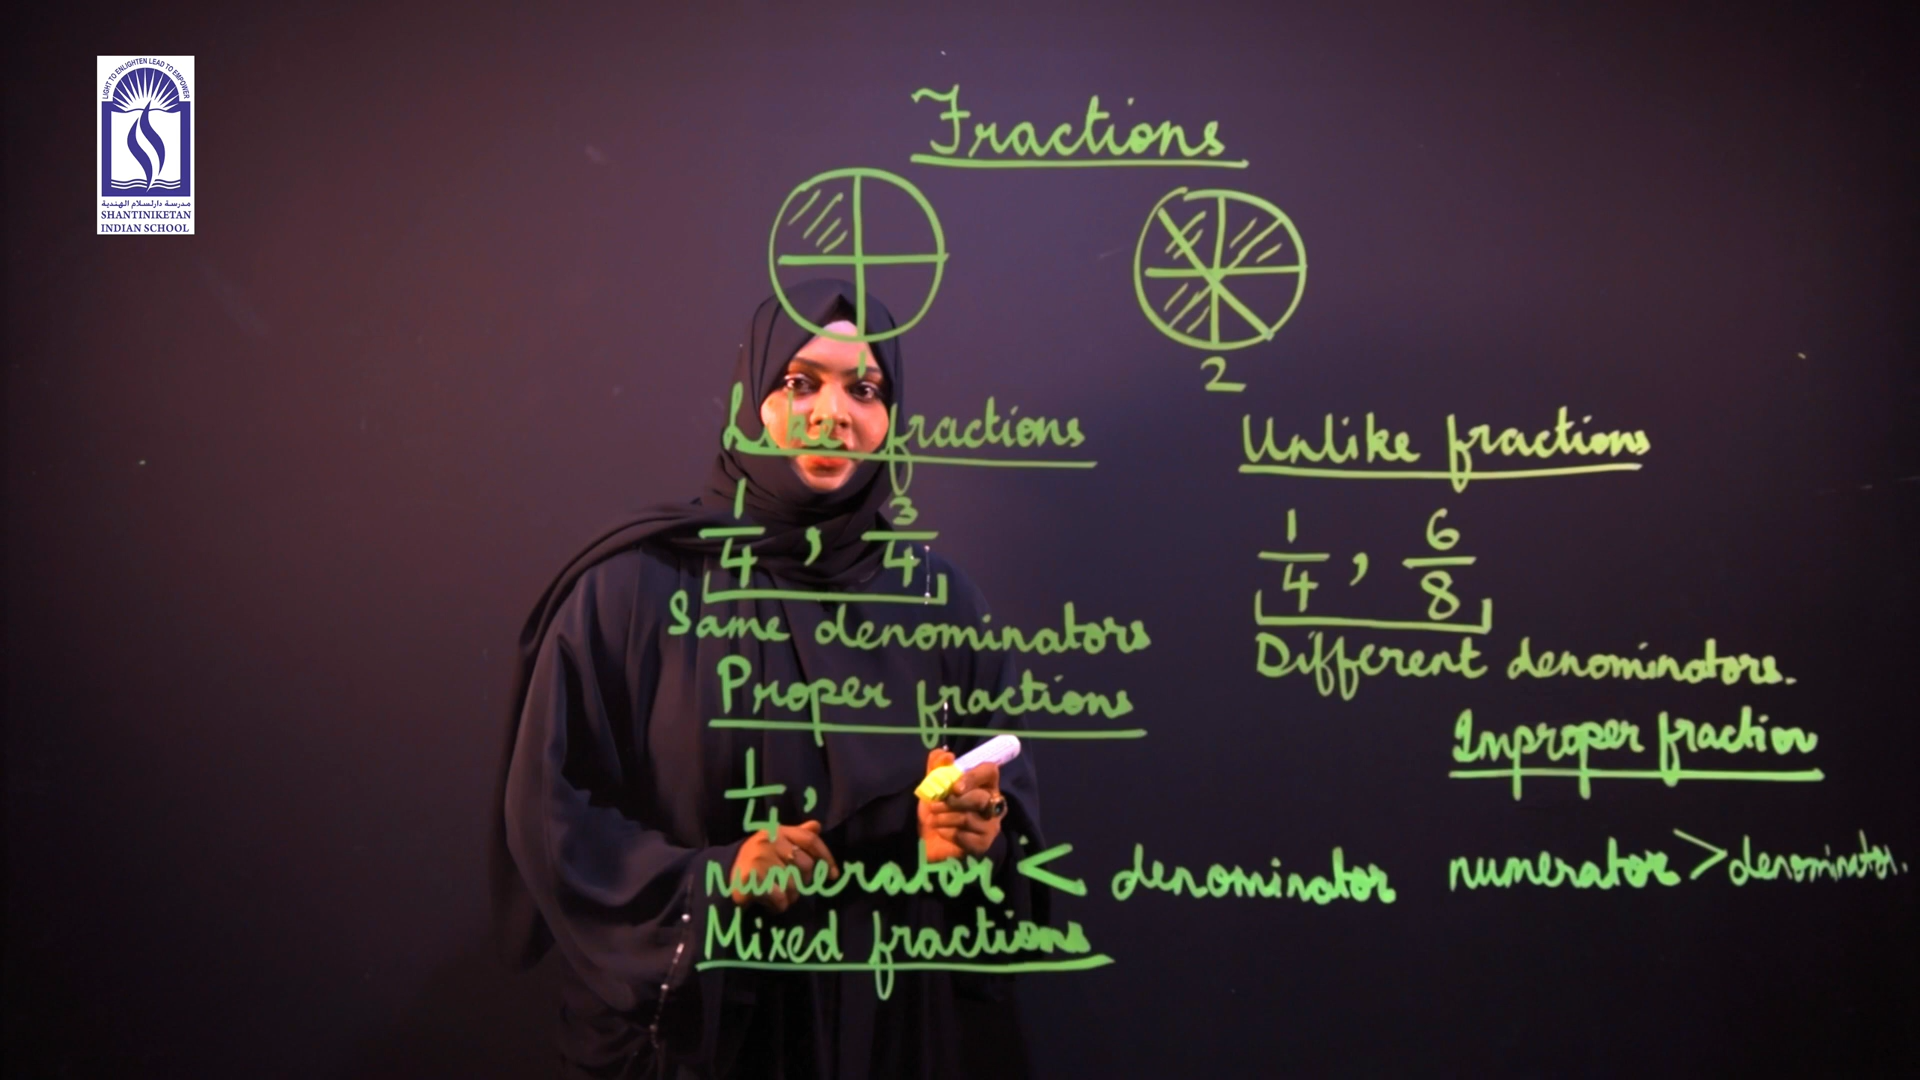 LIGHT TO ENLIGHTEN LEAD TO EMPOWER
مدرسة دارلسلام الهندية
SHANTINIKETAN
INDIAN SCHOOL
Fractions
1
2
Like fractions
1/4 , 3/4
Same denominators
Unlike fractions
1/4 , 6/8
Different denominators.
Proper fractions
1/4 ,
numerator < denominator
Improper fraction
numerator > denominator.
Mixed fractions